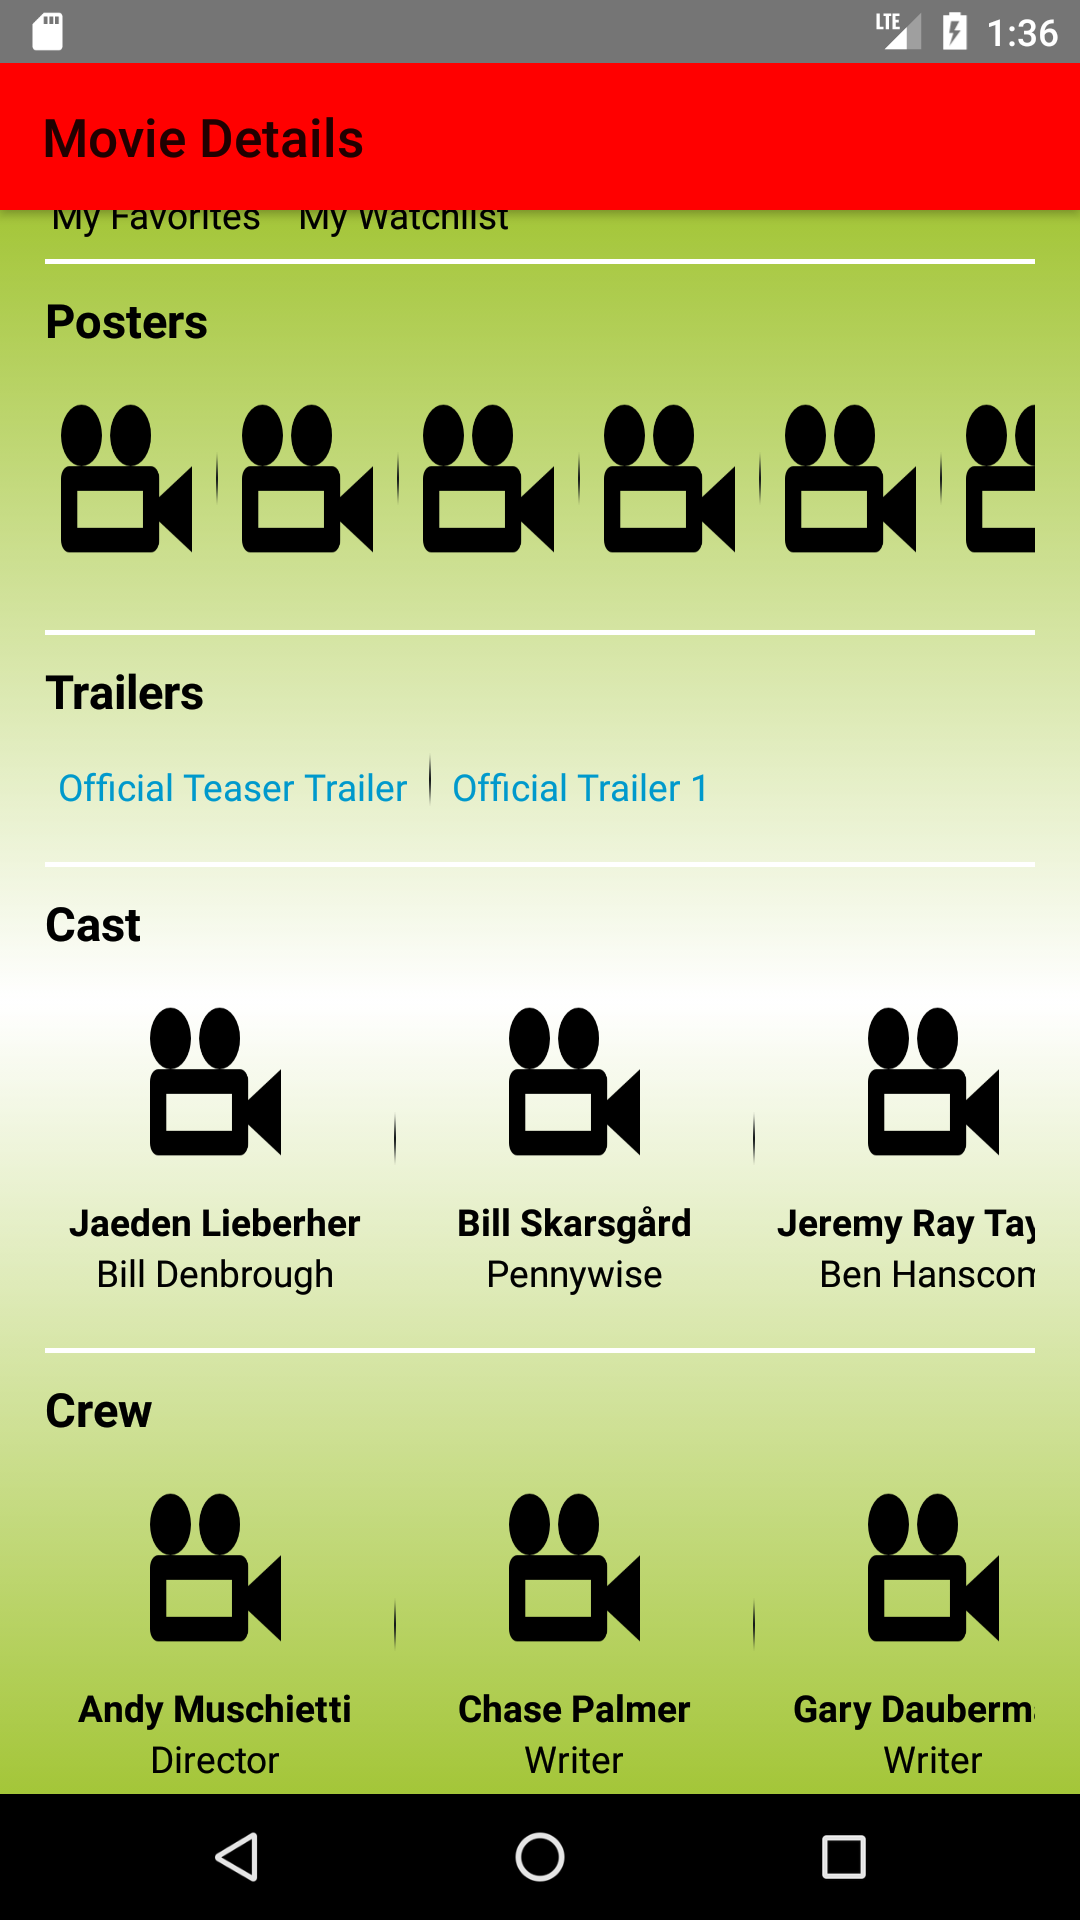 LTE 1:36
Movie Details
My Favorites My Watchlist
Posters
Trailers
Official Teaser Trailer Official Trailer 1
Cast
Jaeden Lieberher Bill Skarsgård Jeremy Ray Tay
Bill Denbrough Pennywise Ben Hanscom
Crew
Andy Muschietti Chase Palmer Gary Dauberma
Director Writer Writer